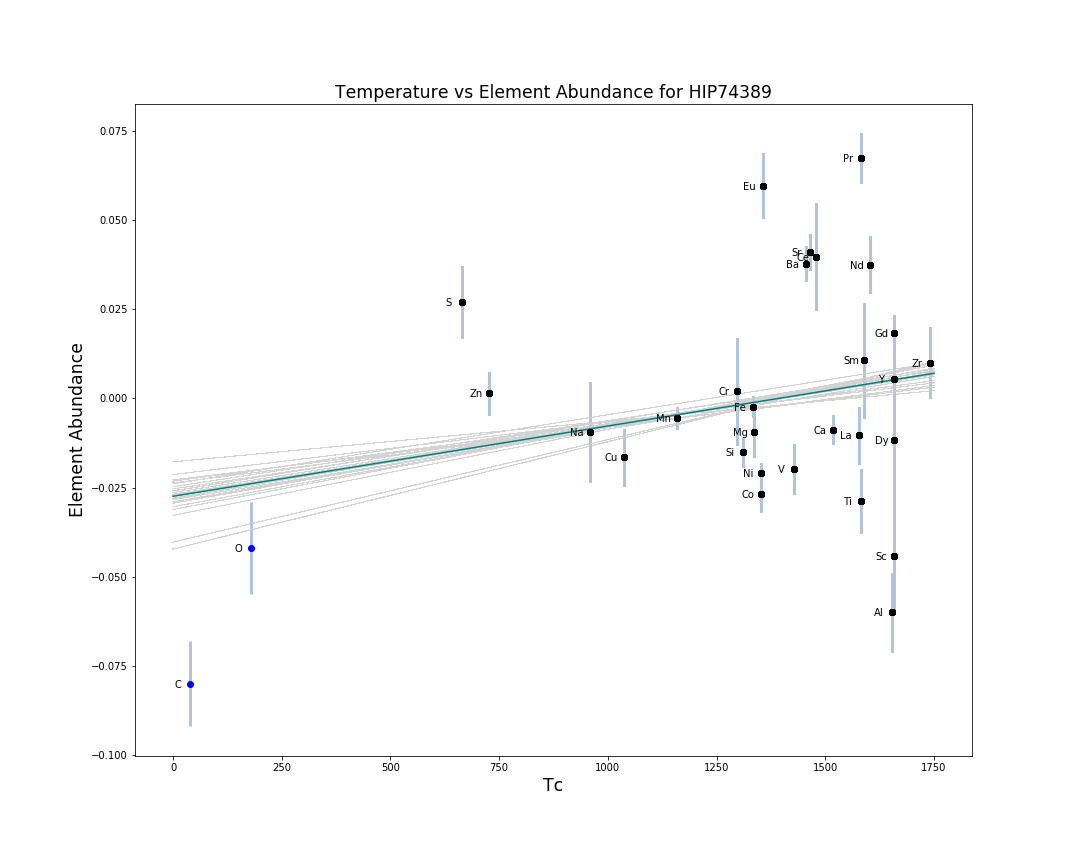 Temperature vs Element Abundance for HIP74389
0.075
0.050
0.025
0.000
−0.025
−0.050
−0.075
−0.100
Element Abundance
Pr
Eu
Sr
Ce
Ba
Nd
S
Gd
Sm
Zr
Zn
Cr
Y
Fe
Mn
Na
Mg
Ca
La
Dy
Si
Cu
Ni
V
Co
Ti
O
Sc
Al
C
0
250
500
750
1000
1250
1500
1750
Tc